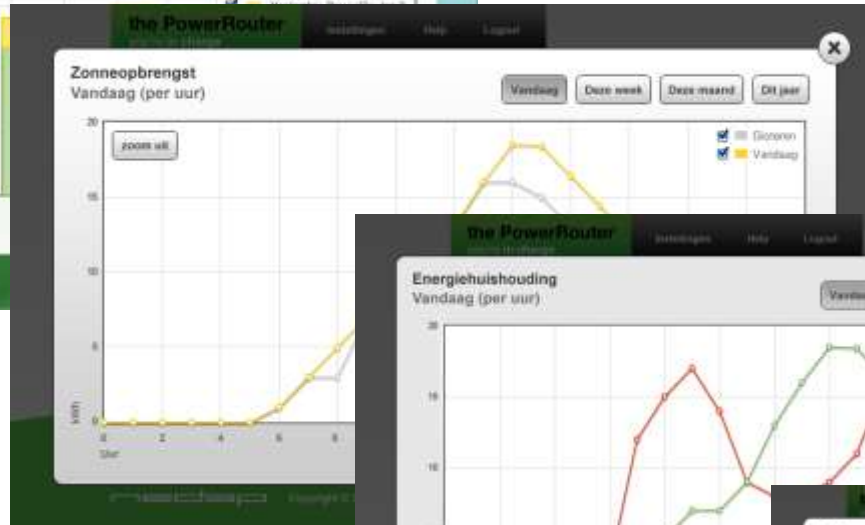 the PowerRouter
Instellingen Help Logout
Zonneopbrengst
Vandaag (per uur)
Vandaag Deze week Deze maand Dit jaar
zoom uit
Gisteren
Vandaag
20
15
10
5
0
kWh
0 2 4 6 8
Uur
Copyright ©
the PowerRouter
Instellingen Help Logout
Energiehuishouding
Vandaag (per uur)
20
15
10